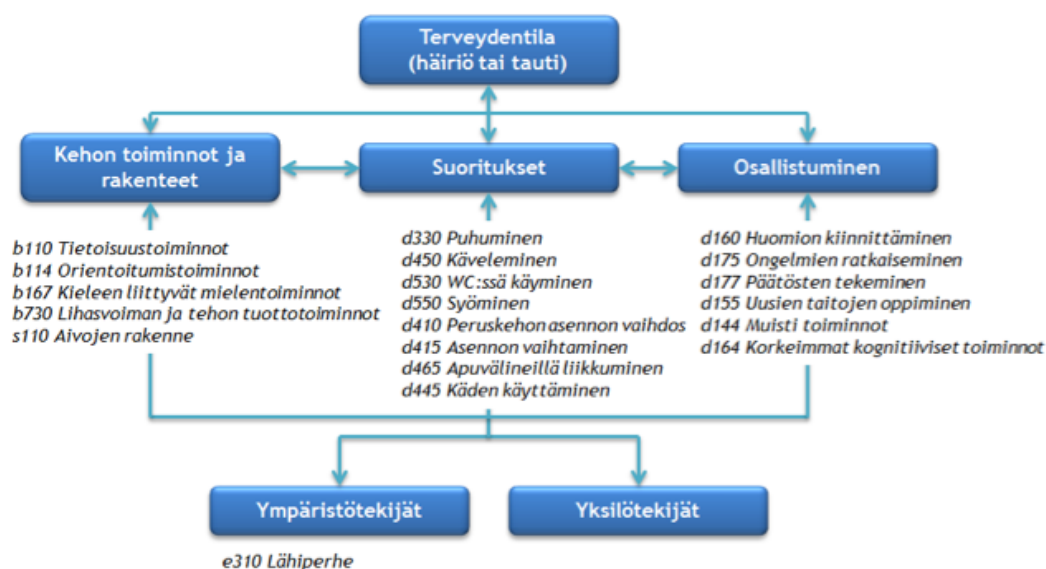 Terveydentila
(häiriö tai tauti)
Kehon toiminnot ja
rakenteet
Suoritukset
Osallistuminen
b110 Tietoisuustoiminnot
b114 Orientoitumistoiminnot
b167 Kieleen liittyvät mielentoiminnot
b730 Lihasvoiman ja tehon tuottotoiminnot
s110 Aivojen rakenne
d330 Puhuminen
d450 Käveleminen
d530 WC:ssä käyminen
d550 Syöminen
d410 Peruskehon asennon vaihdos
d415 Asennon vaihtaminen
d465 Apuvälineillä liikkuminen
d445 Käden käyttäminen
d160 Huomion kiinnittäminen
d175 Ongelmien ratkaiseminen
d177 Päätösten tekeminen
d155 Uusien taitojen oppiminen
d144 Muisti toiminnot
d164 Korkeimmat kognitiiviset toiminnot
Ympäristötekijät
Yksilötekijät
e310 Lähiperhe